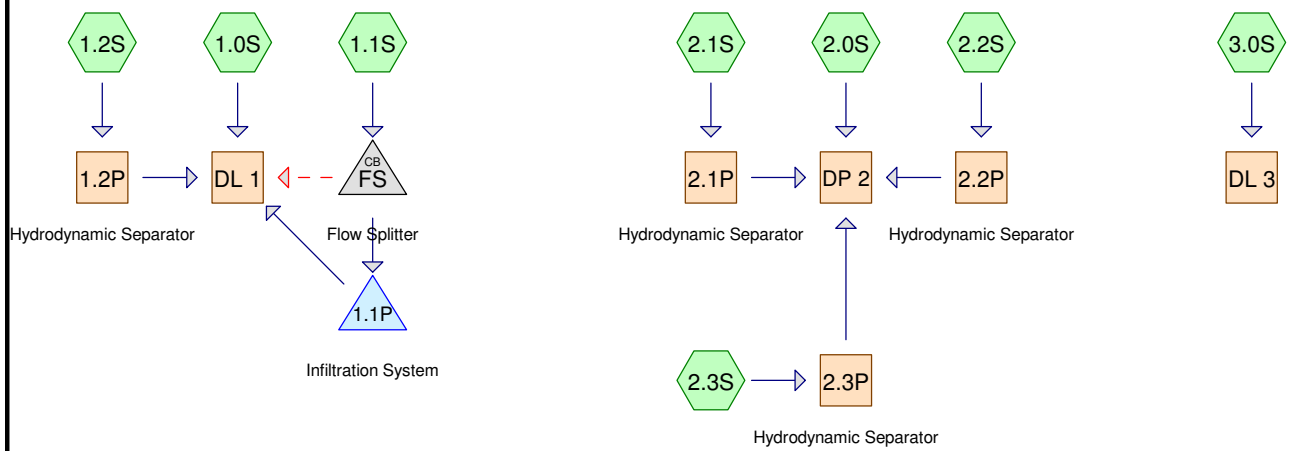 1.2S
1.0S
1.1S
2.1S
2.0S
2.2S
3.0S
1.2P
DL 1
CB
FS
2.1P
DP 2
2.2P
DL 3
Hydrodynamic Separator
Flow Splitter
Hydrodynamic Separator
Hydrodynamic Separator
1.1P
Infiltration System
2.3S
2.3P
Hydrodynamic Separator